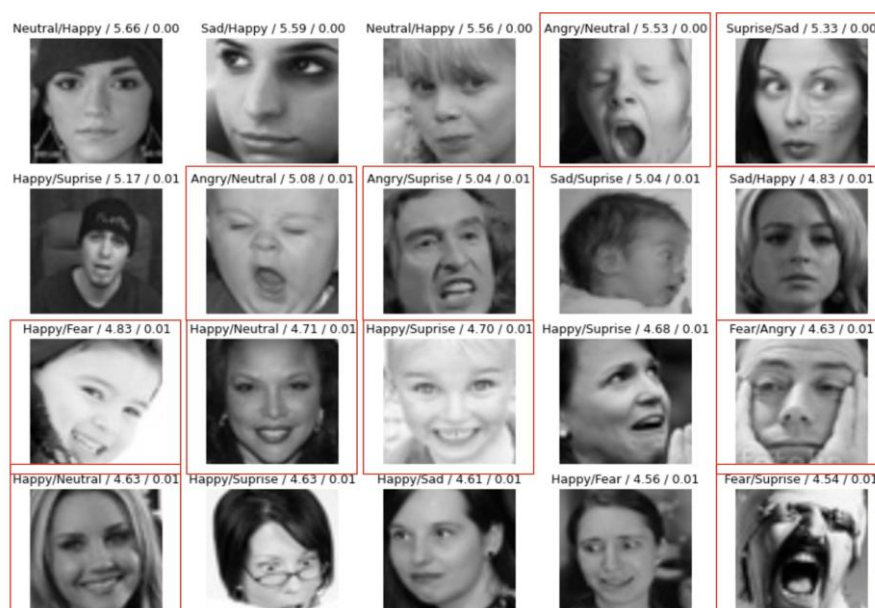 Neutral/Happy / 5.66 / 0.00
Sad/Happy / 5.59 / 0.00
Neutral/Happy / 5.56 / 0.00
Angry/Neutral / 5.53 / 0.00
Suprise/Sad / 5.33 / 0.00
Happy/Suprise / 5.17 / 0.01
Angry/Neutral / 5.08 / 0.01
Angry/Suprise / 5.04 / 0.01
Sad/Suprise / 5.04 / 0.01
Sad/Happy / 4.83 / 0.01
Happy/Fear / 4.83 / 0.01
Happy/Neutral / 4.71 / 0.01
Happy/Suprise / 4.70 / 0.01
Happy/Suprise / 4.68 / 0.01
Fear/Angry / 4.63 / 0.01
Happy/Neutral / 4.63 / 0.01
Happy/Suprise / 4.63 / 0.01
Happy/Sad / 4.61 / 0.01
Happy/Fear / 4.56 / 0.01
Fear/Suprise / 4.54 / 0.01